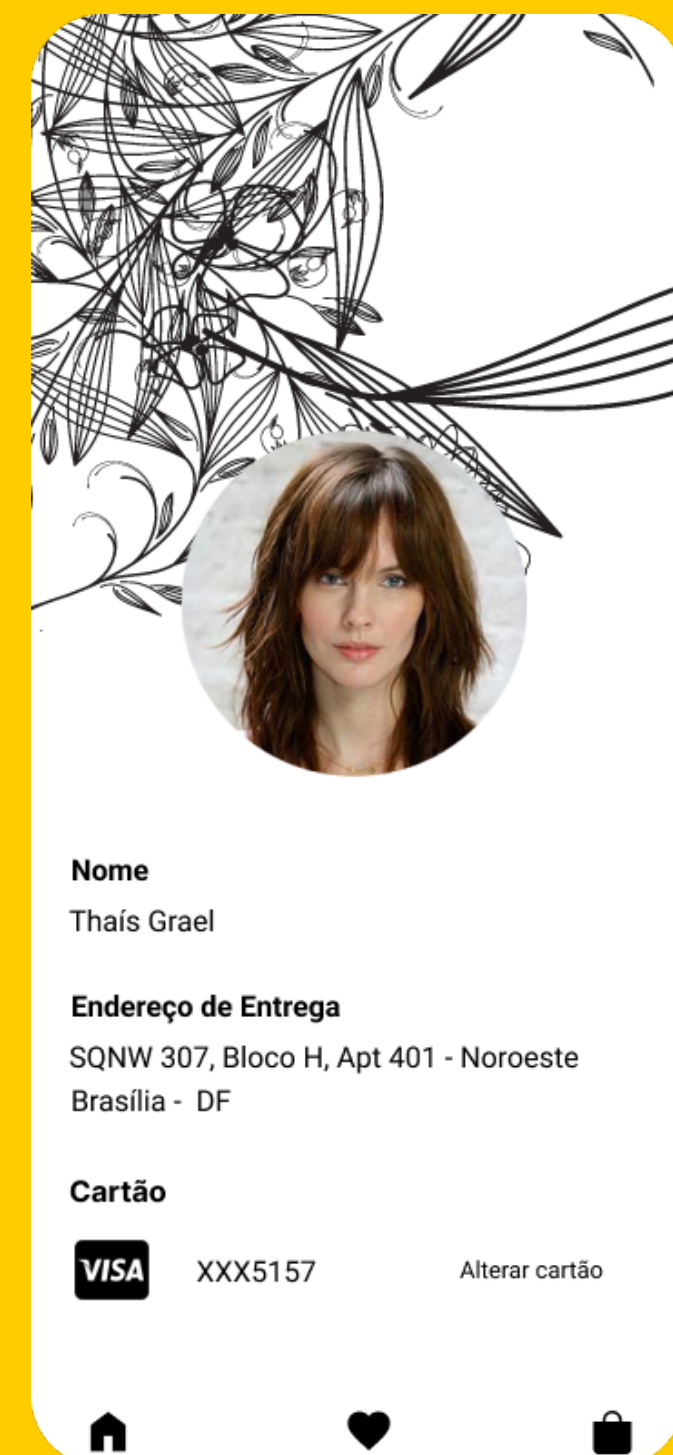 Nome
Thaís Grael
Endereço de Entrega
SQNW 307, Bloco H, Apt 401 - Noroeste
Brasília -  DF
Cartão
VISA XXX5157 Alterar cartão